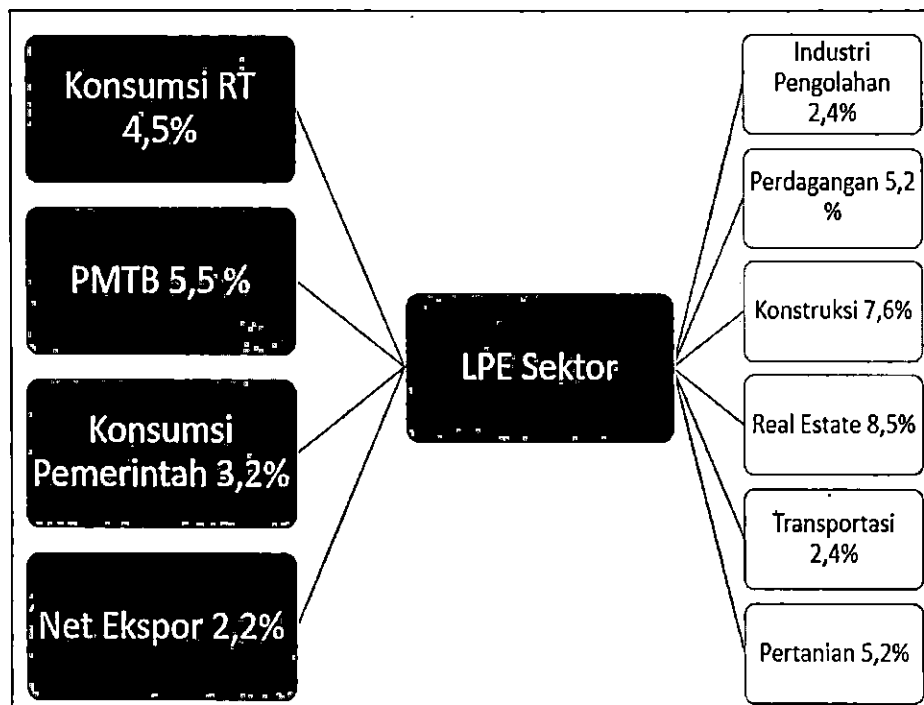 Konsumsi RT
4,5%
PMTB 5,5 %
Konsumsi
Pemerintah 3,2%
Net Ekspor 2,2%
LPE Sektor
Industri
Pengolahan
2,4%
Perdagangan 5,2
%
Konstruksi 7,6%
Real Estate 8,5%
Transportasi
2,4%
Pertanian 5,2%